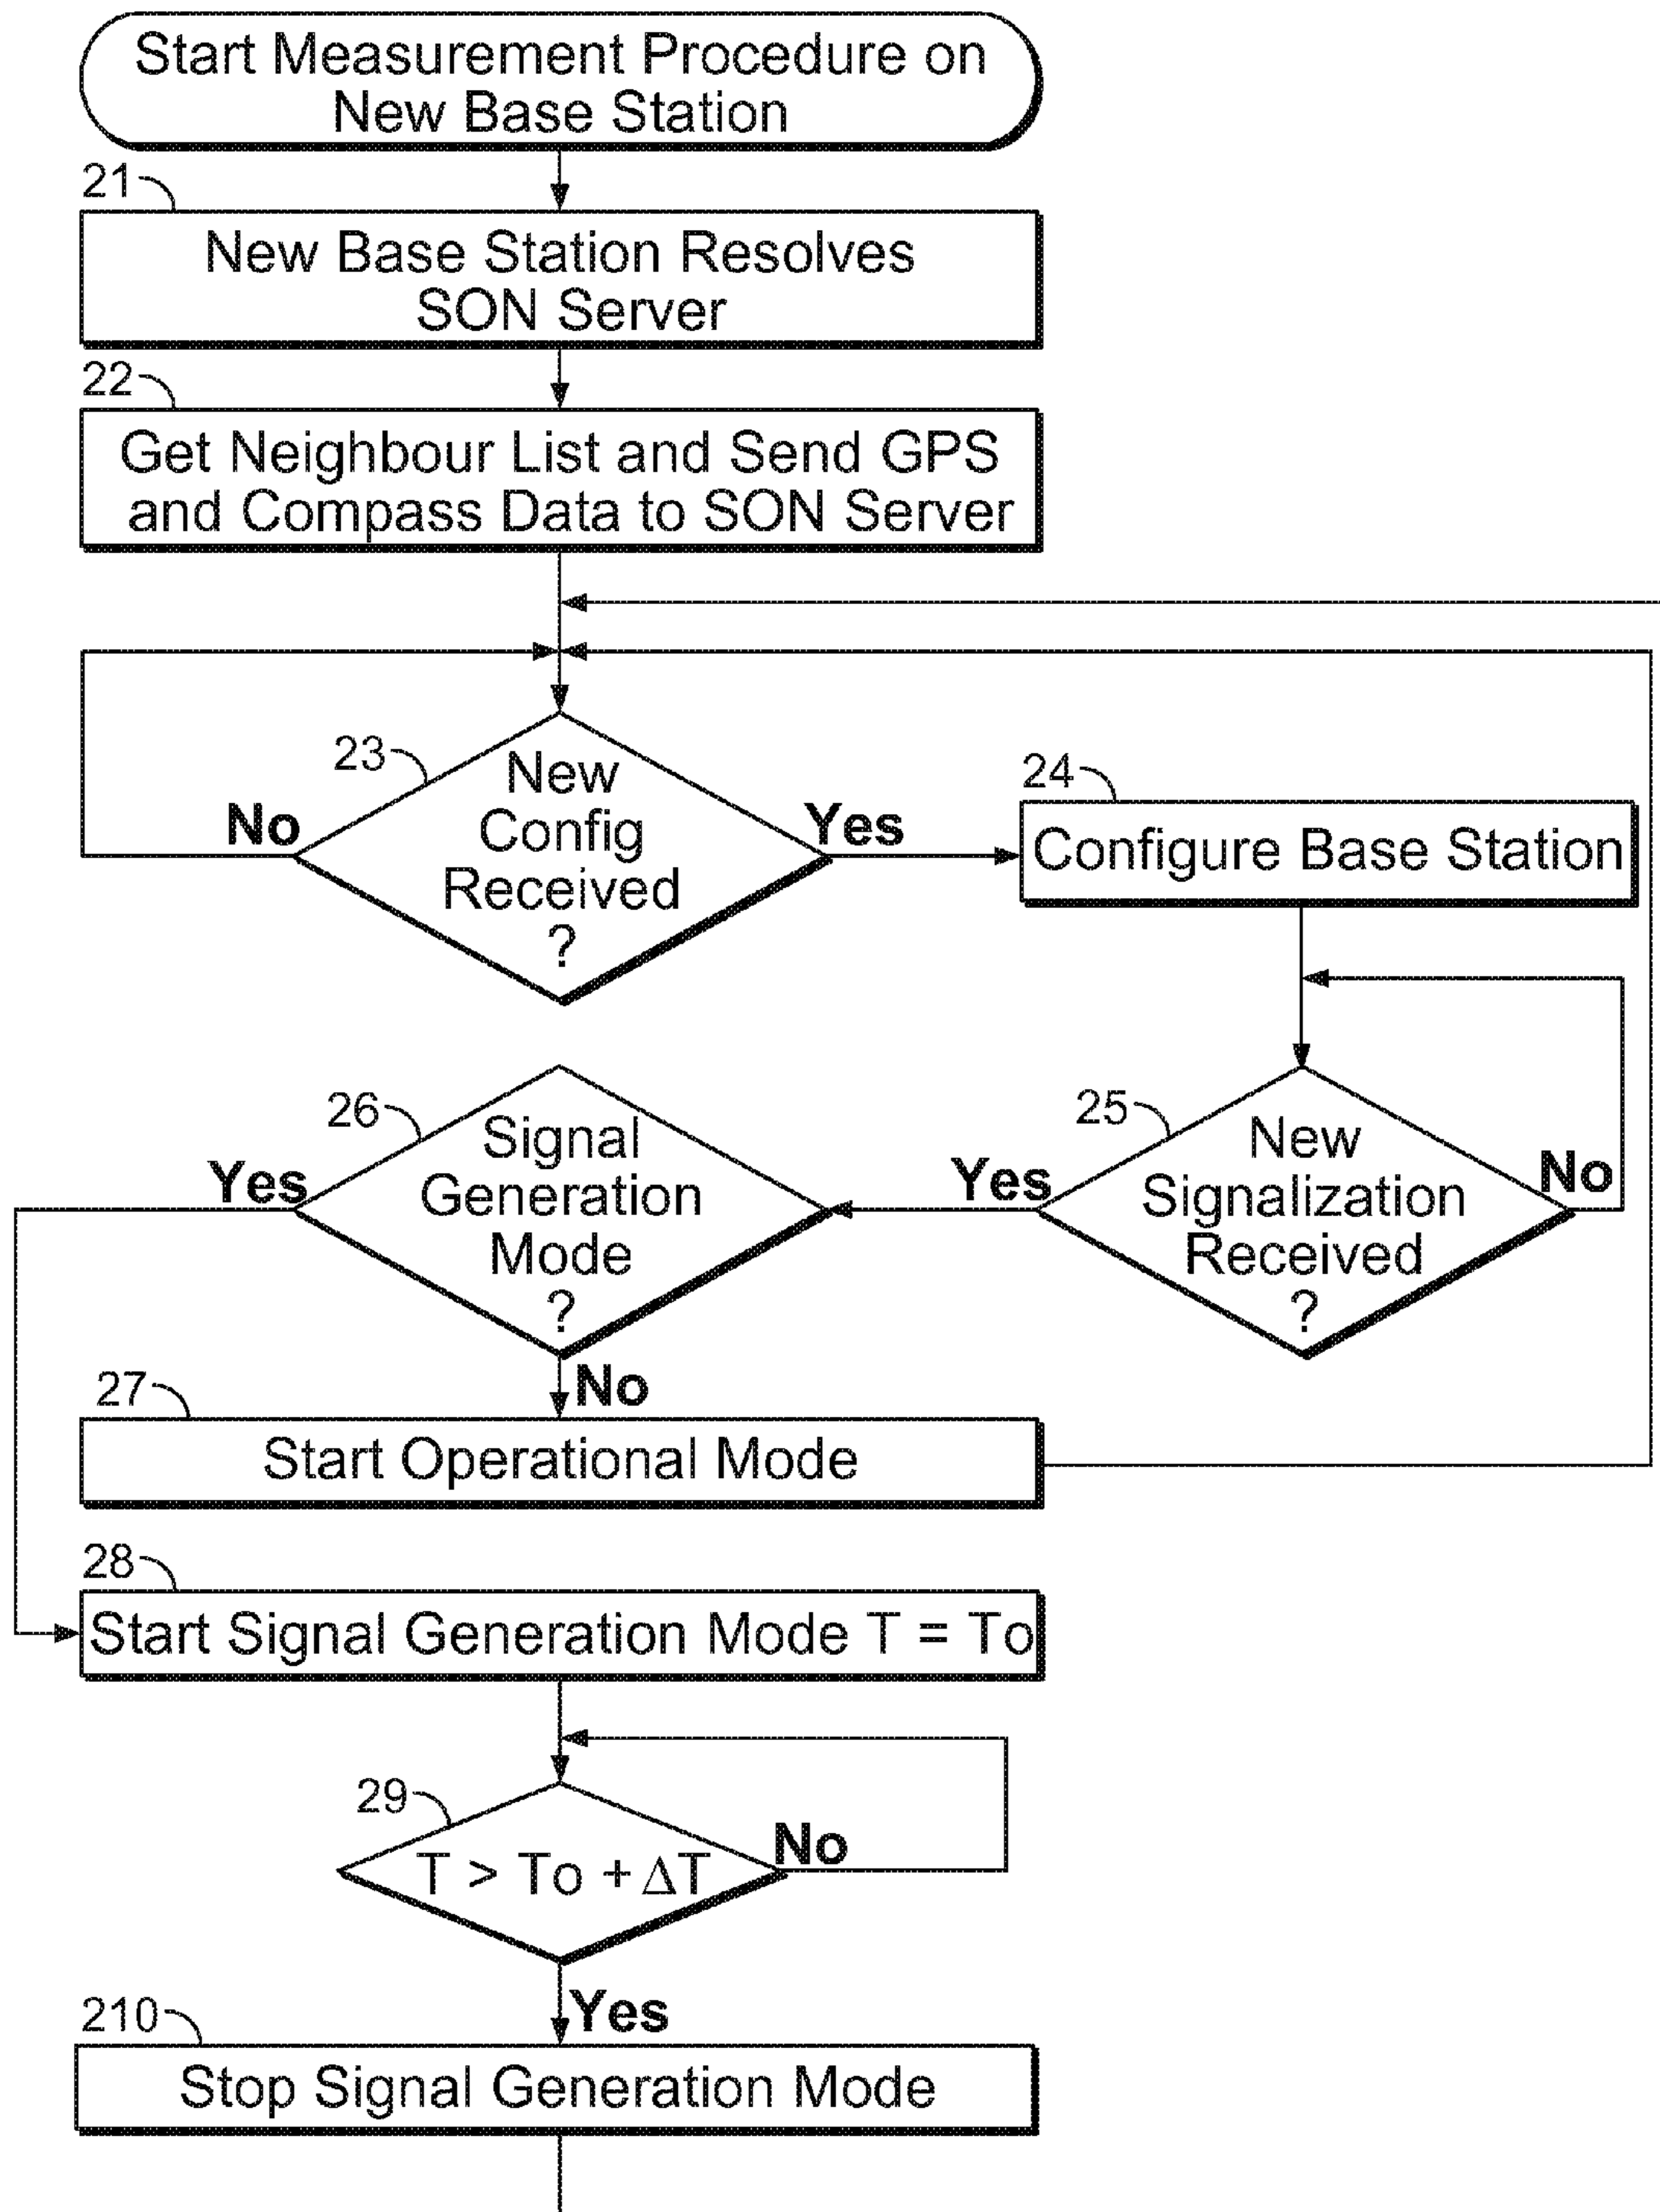 Start Measurement Procedure on
New Base Station
21
New Base Station Resolves
SON Server
22
Get Neighbour List and Send GPS
and Compass Data to SON Server
23
New
Config
Received
?
No
Yes
24
Configure Base Station
25
New
Signalization
Received
?
No
Yes
26
Signal
Generation
Mode
?
Yes
No
27
Start Operational Mode
28
Start Signal Generation Mode T = To
29
T > To + ΔT
No
Yes
210
Stop Signal Generation Mode